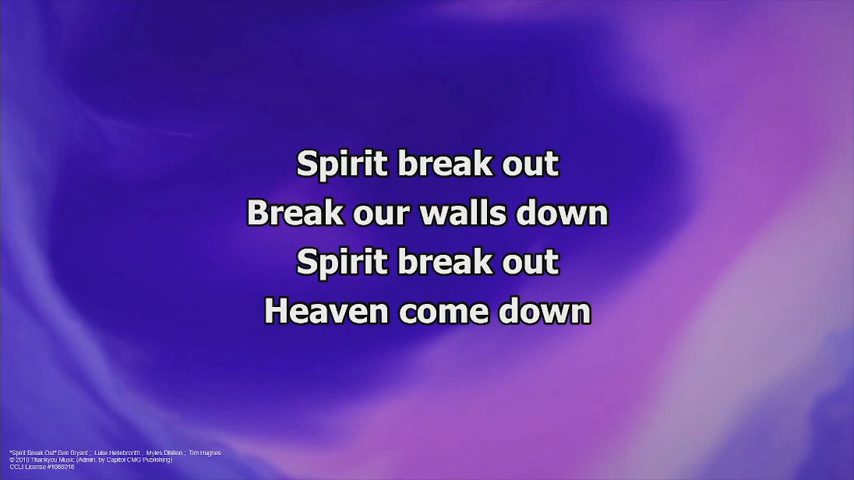 Spirit break out
Break our walls down
Spirit break out
Heaven come down
"Spirit Break Out" Ben Bryant ; Luke Hellebronth ; Myles Dhillon ; Tim Hughes
© 2010 Thankyou Music (Admin. by Capitol CMG Publishing)
CCLI License